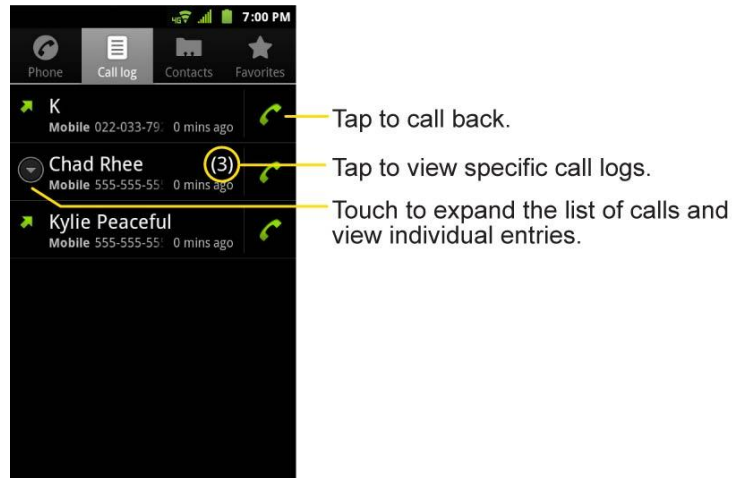 4G 7:00 PM
Phone Call log Contacts Favorites
K
Mobile 022-033-79 0 mins ago
Tap to call back.
Chad Rhee (3)
Mobile 555-555-55 0 mins ago
Tap to view specific call logs.
Touch to expand the list of calls and
view individual entries.
Kylie Peaceful
Mobile 555-555-55 0 mins ago